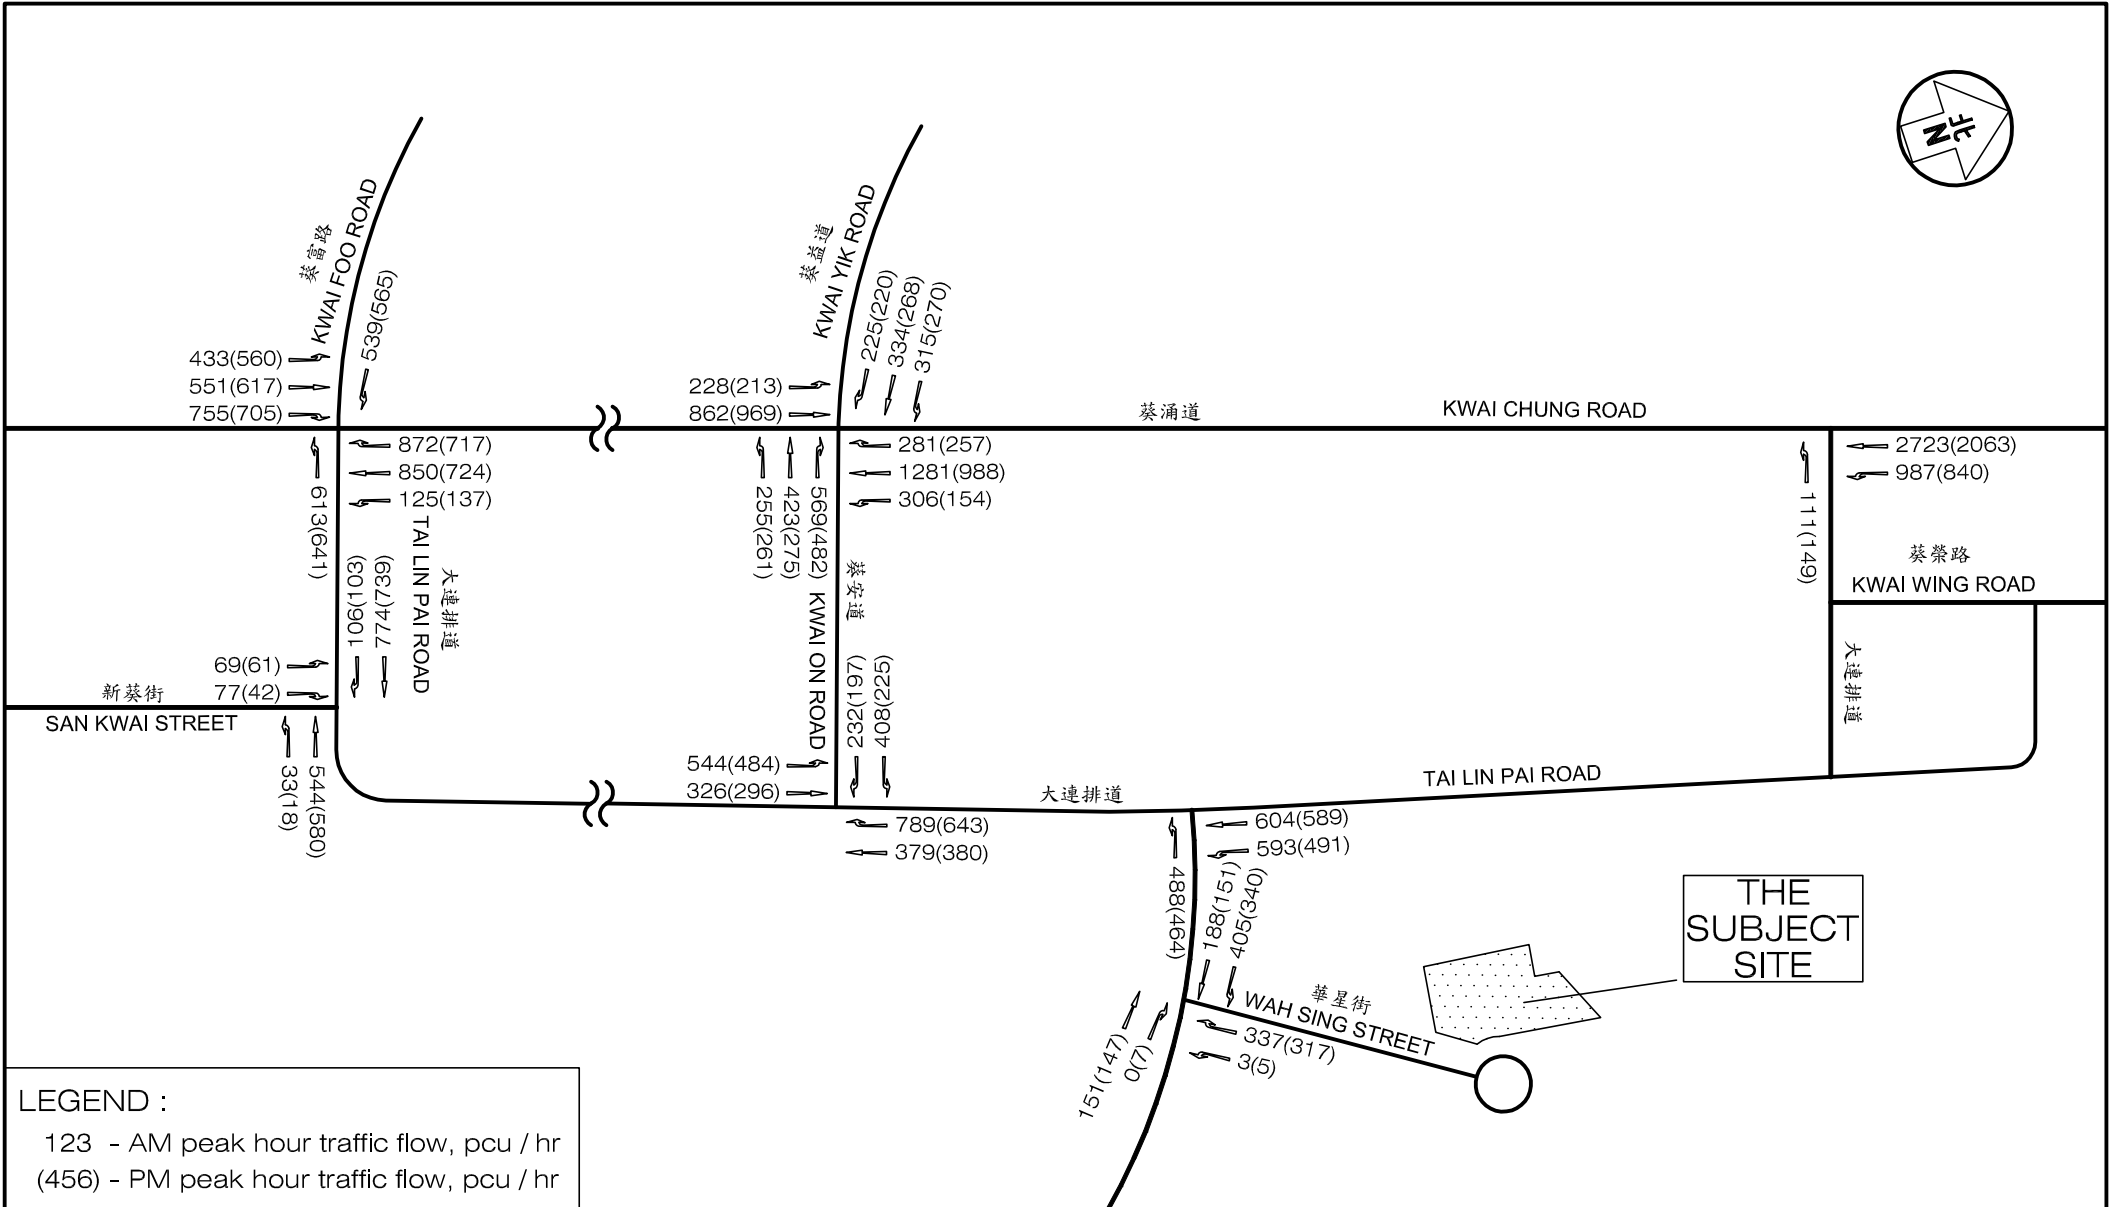 北
N
葵富路
KWAI FOO ROAD
539(565)
433(560)
551(617)
755(705)
葵益道
KWAI YIK ROAD
225(220)
334(268)
315(270)
228(213)
862(969)
葵涌道
KWAI CHUNG ROAD
872(717)
850(724)
125(137)
613(641)
281(257)
1281(988)
306(154)
255(261)
423(275)
569(482)
2723(2063)
987(840)
111(149)
葵榮路
KWAI WING ROAD
106(103)
774(739)
TAI LIN PAI ROAD
大連排道
葵安道
KWAI ON ROAD
232(197)
408(225)
大連排道
69(61)
77(42)
新葵街
SAN KWAI STREET
33(18)
544(580)
544(484)
326(296)
大連排道
TAI LIN PAI ROAD
789(643)
379(380)
604(589)
593(491)
488(464)
188(151)
405(340)
151(147)
0(7)
華星街
WAH SING STREET
337(317)
3(5)
THE
SUBJECT
SITE
LEGEND :
123 - AM peak hour traffic flow, pcu / hr
(456) - PM peak hour traffic flow, pcu / hr